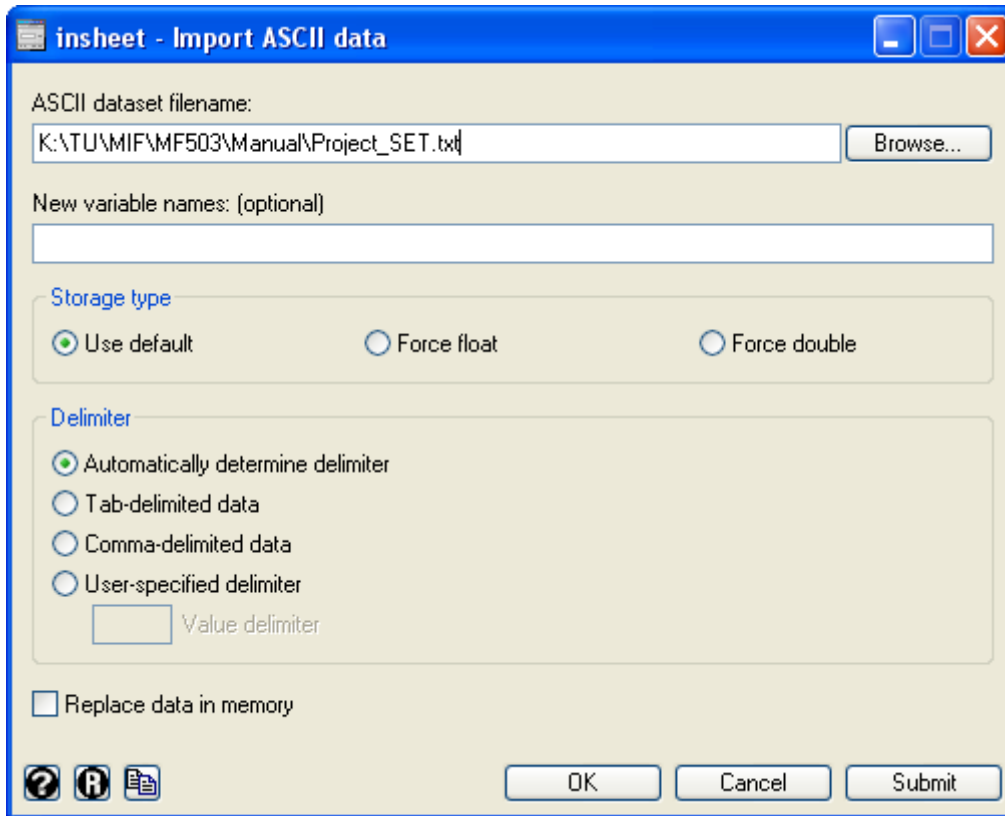 insheet - Import ASCII data
ASCII dataset filename:
K:\TU\MIF\MF503\Manual\Project_SET.txt
Browse...
New variable names: (optional)
Storage type
Use default
Force float
Force double
Delimiter
Automatically determine delimiter
Tab-delimited data
Comma-delimited data
User-specified delimiter
Value delimiter
Replace data in memory
? R OK Cancel Submit